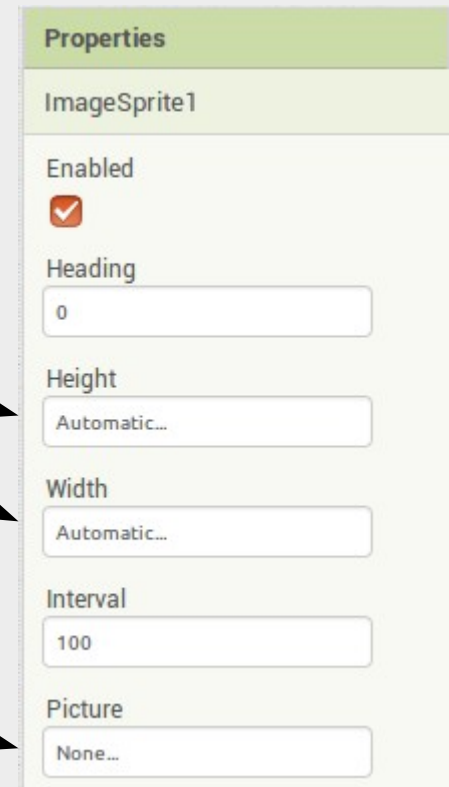 Properties
ImageSprite1
Enabled
Heading
0
Height
Automatic...
Width
Automatic...
Interval
100
Picture
None...